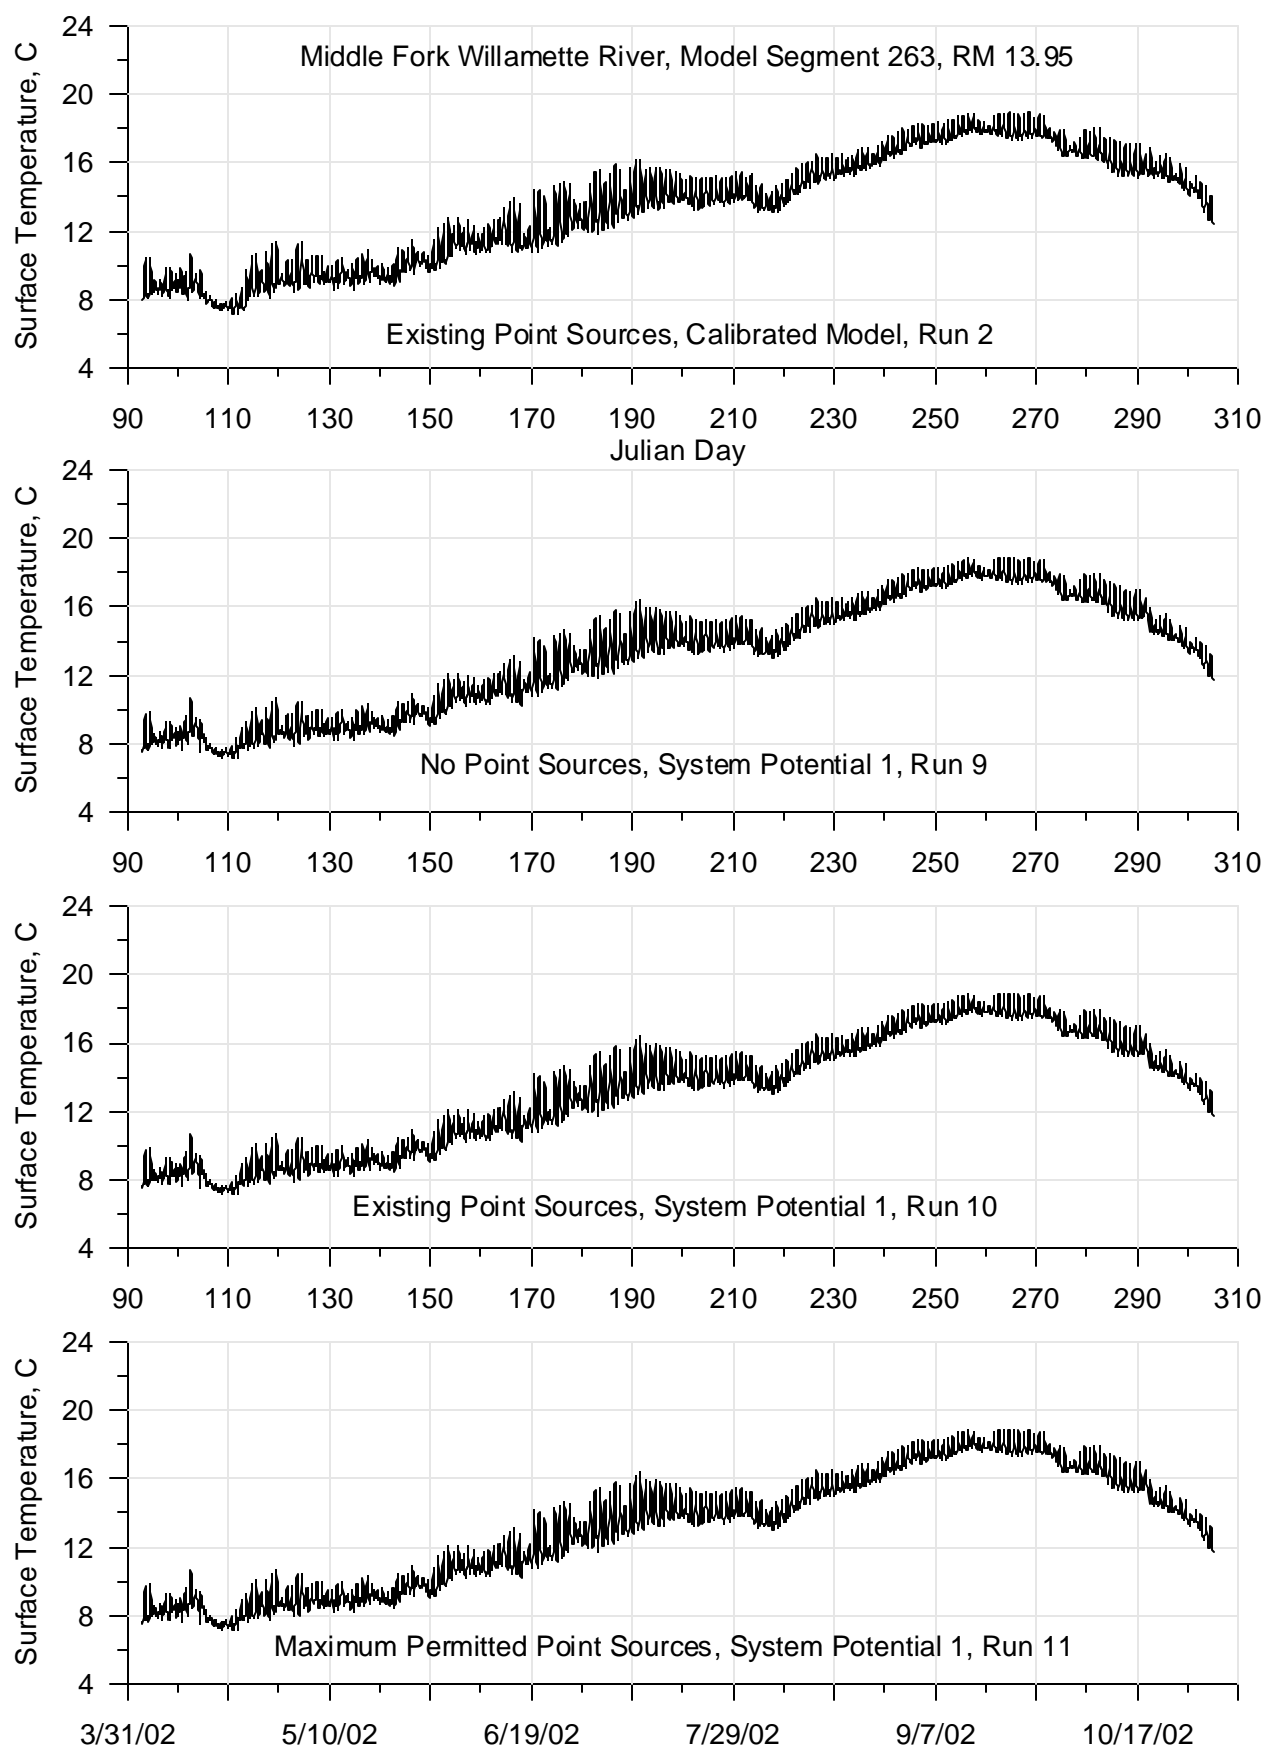 24
Middle Fork Willamette River, Model Segment 263, RM 13.95
20
16
12
8
Existing Point Sources, Calibrated Model, Run 2
4
Surface Temperature, C
90 110 130 150 170 190 210 230 250 270 290 310
Julian Day
24
20
16
12
8
No Point Sources, System Potential 1, Run 9
4
Surface Temperature, C
90 110 130 150 170 190 210 230 250 270 290 310
24
20
16
12
8
Existing Point Sources, System Potential 1, Run 10
4
Surface Temperature, C
90 110 130 150 170 190 210 230 250 270 290 310
24
20
16
12
8
Maximum Permitted Point Sources, System Potential 1, Run 11
4
Surface Temperature, C
3/31/02 5/10/02 6/19/02 7/29/02 9/7/02 10/17/02